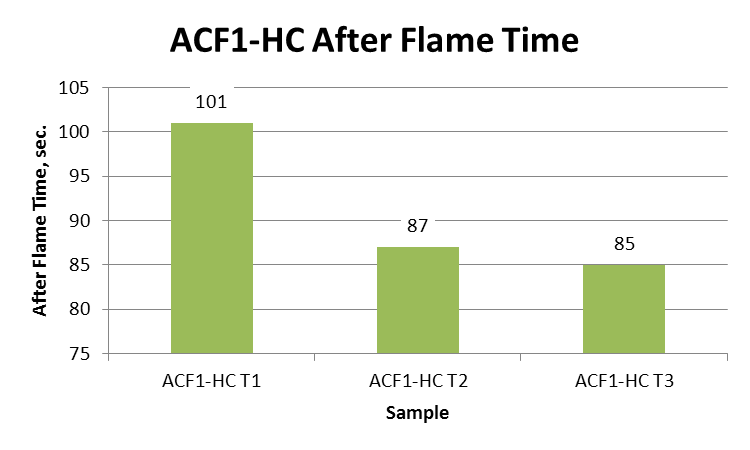 ACF1-HC After Flame Time
After Flame Time, sec.
105
100
95
90
85
80
75
101
87
85
ACF1-HC T1
ACF1-HC T2
ACF1-HC T3
Sample